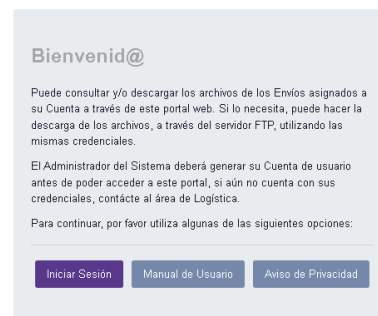 Bienvenid@
Puede consultar y/o descargar los archivos de los Envíos asignados a
su Cuenta a través de este portal web. Si lo necesita, puede hacer la
descarga de los archivos, a través del servidor FTP, utilizando las
mismas credenciales.
El Administrador del Sistema deberá generar su Cuenta de usuario
antes de poder acceder a este portal, si aún no cuenta con sus
credenciales, contácte al área de Logística.
Para continuar, por favor utiliza algunas de las siguientes opciones:
Iniciar Sesión Manual de Usuario Aviso de Privacidad